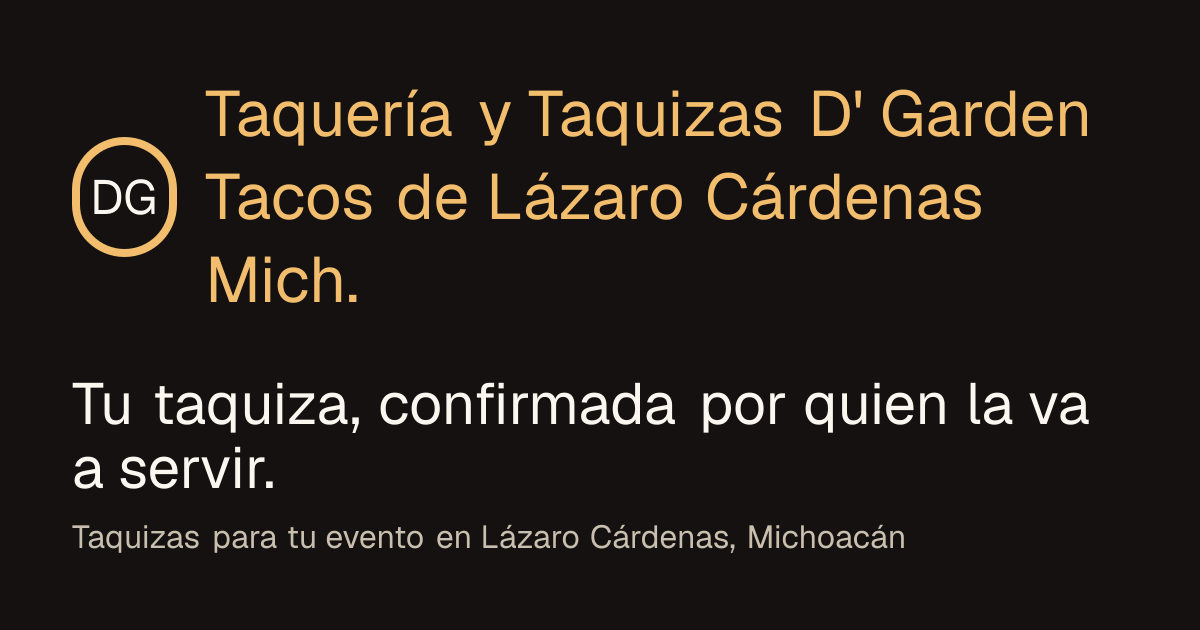 DG
Taquería y Taquizas D' Garden
Tacos de Lázaro Cárdenas
Mich.
Tu taquiza, confirmada por quien la va
a servir.
Taquizas para tu evento en Lázaro Cárdenas, Michoacán